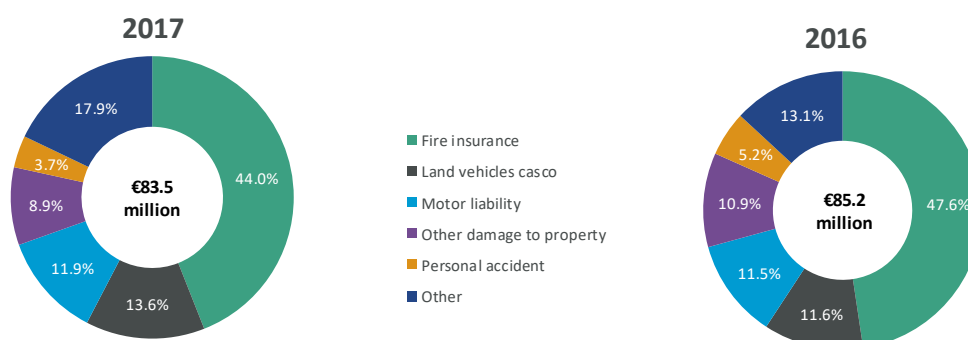 2017
17.9%
3.7%
8.9%
11.9%
13.6%
44.0%
€83.5
million
Fire insurance
Land vehicles casco
Motor liability
Other damage to property
Personal accident
Other
2016
13.1%
5.2%
10.9%
11.5%
11.6%
47.6%
€85.2
million